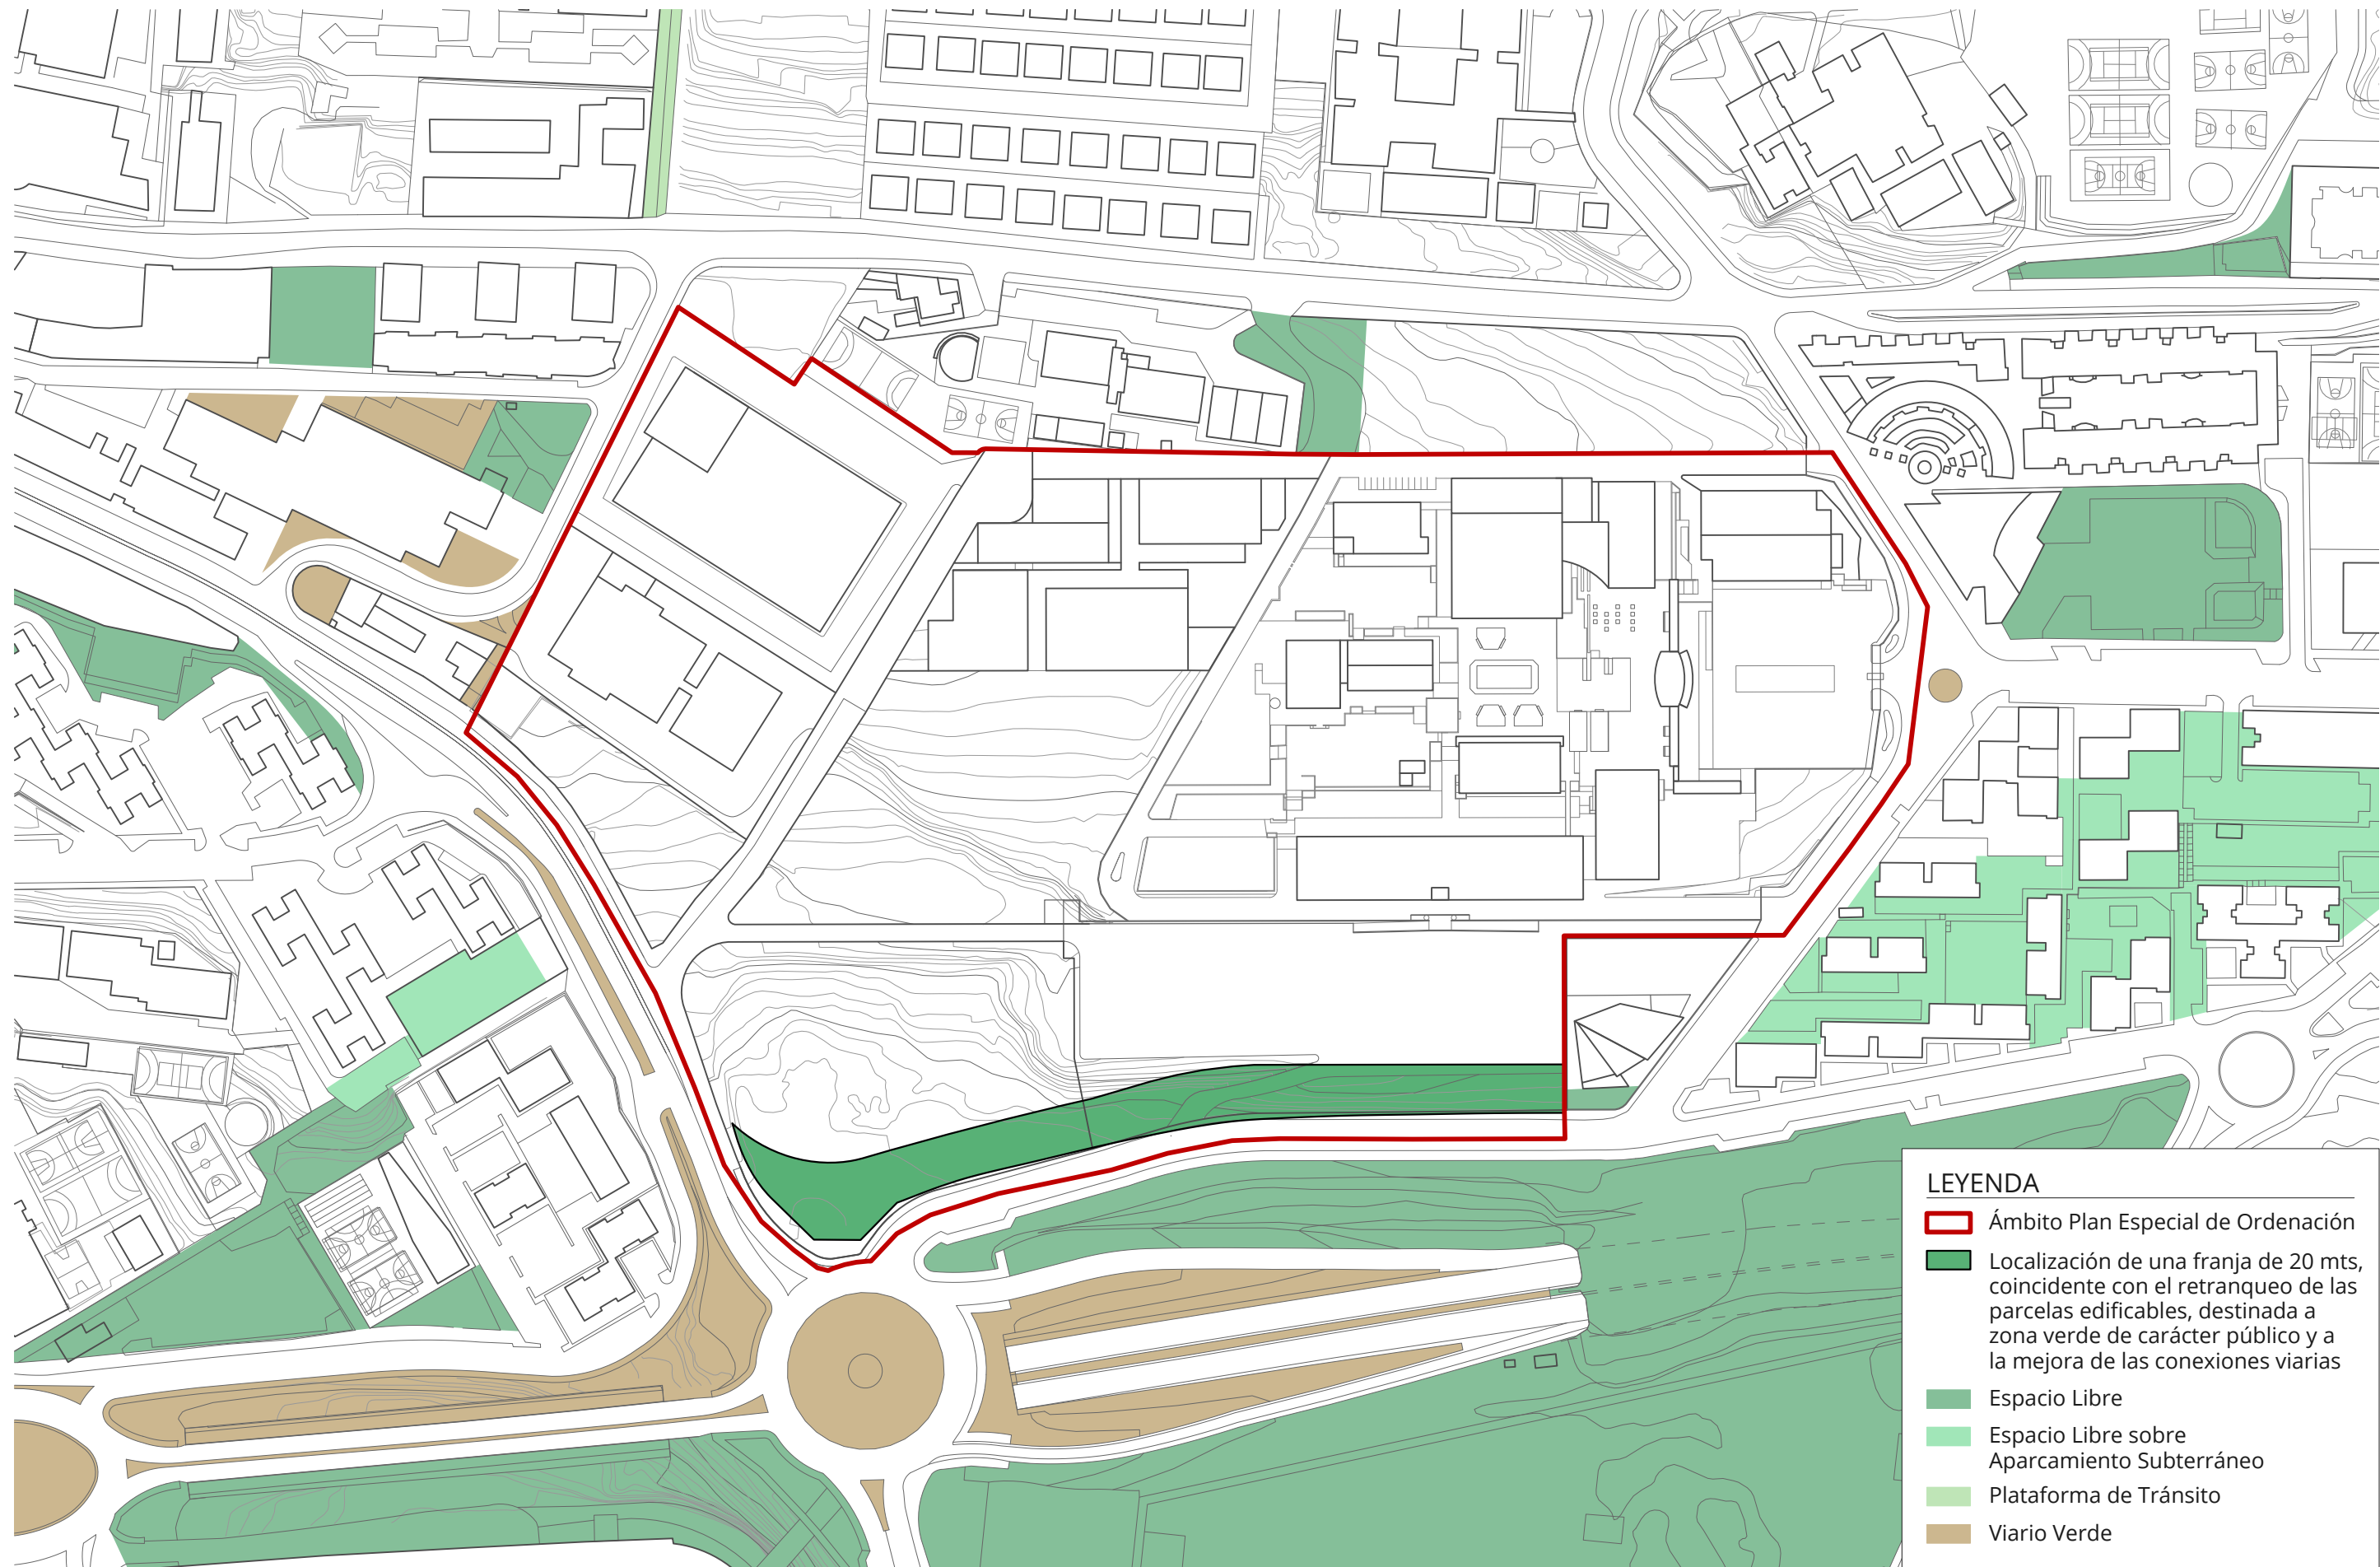 LEYENDA
Ámbito Plan Especial de Ordenación
Localización de una franja de 20 mts,
coincidente con el retranqueo de las
parcelas edificables, destinada a
zona verde de carácter público y a
la mejora de las conexiones viarias
Espacio Libre
Espacio Libre sobre
Aparcamiento Subterráneo
Plataforma de Tránsito
Viario Verde